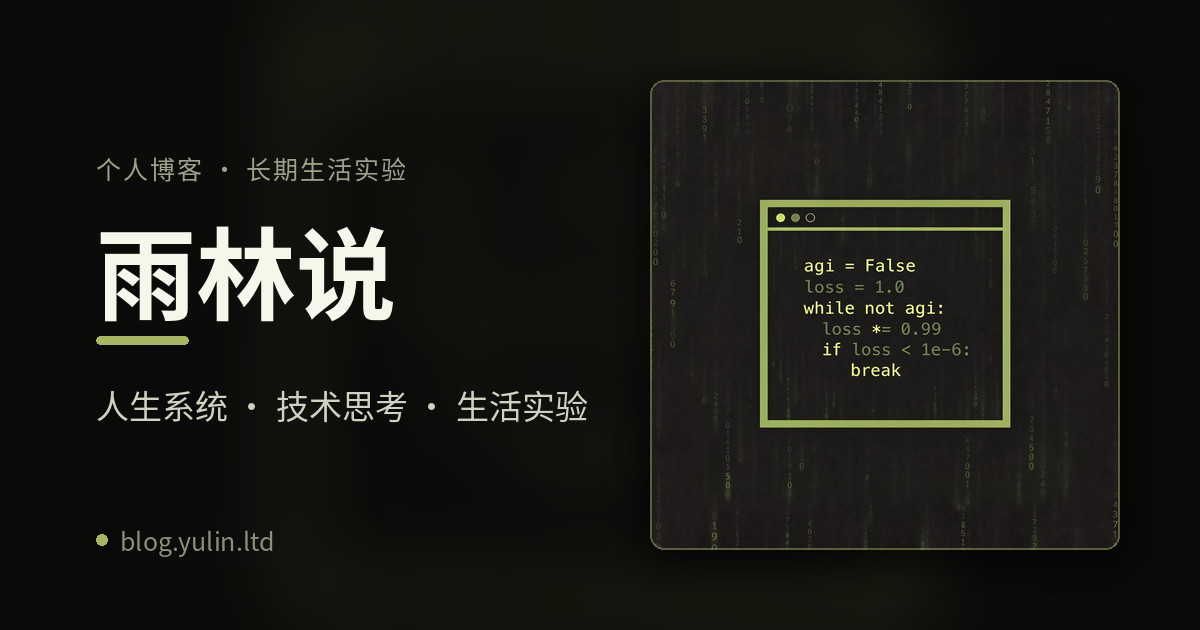 个人博客 • 长期生活实验
雨林说
人生系统 • 技术思考 • 生活实验
blog.yulin.ltd
agi = False
loss = 1.0
while not agi:
  loss *= 0.99
  if loss < 1e-6:
    break